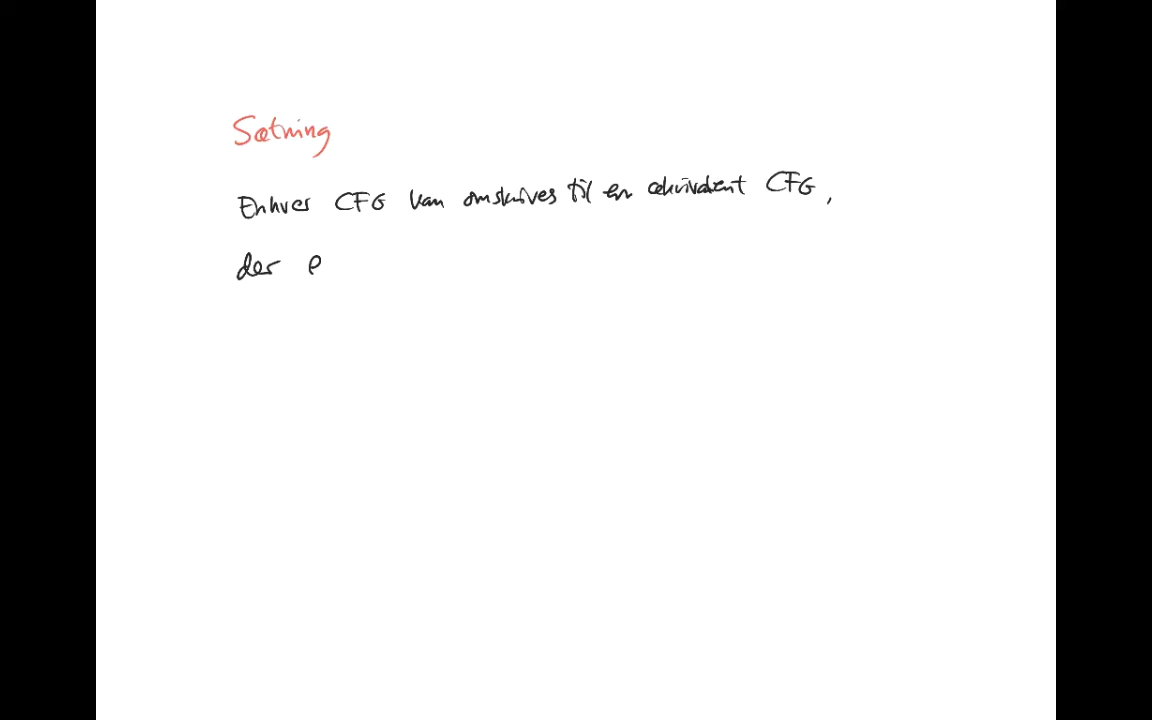 Sætning
Enhver CFG kan omskrives til en ækvivalent CFG,
der e